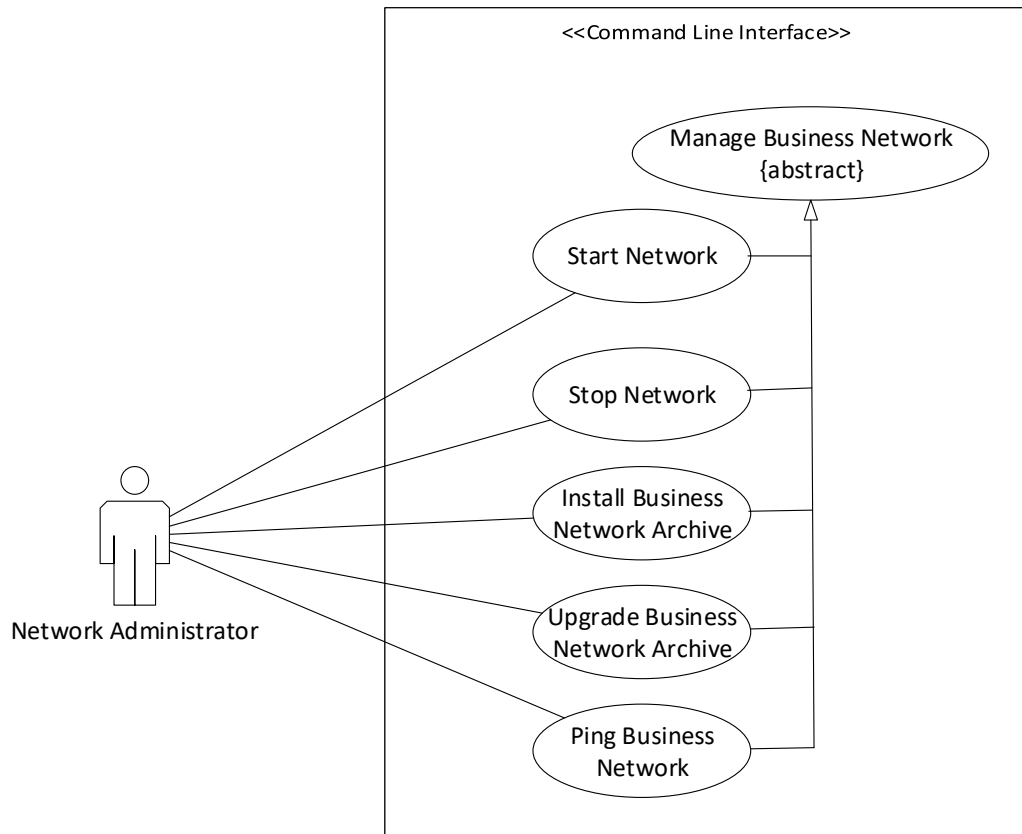 <<Command Line Interface>>
Manage Business Network
{abstract}
Start Network
Stop Network
Install Business
Network Archive
Upgrade Business
Network Archive
Ping Business
Network
Network Administrator